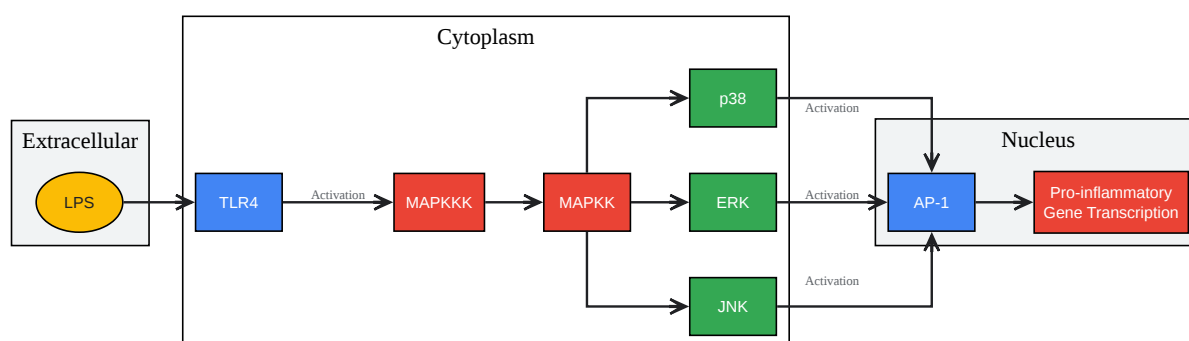 Cytoplasm
p38
Activation
Extracellular
Nucleus
LPS
TLR4
Activation
MAPKKK
MAPKK
ERK
Activation
AP-1
Pro-inflammatory
Gene Transcription
JNK
Activation